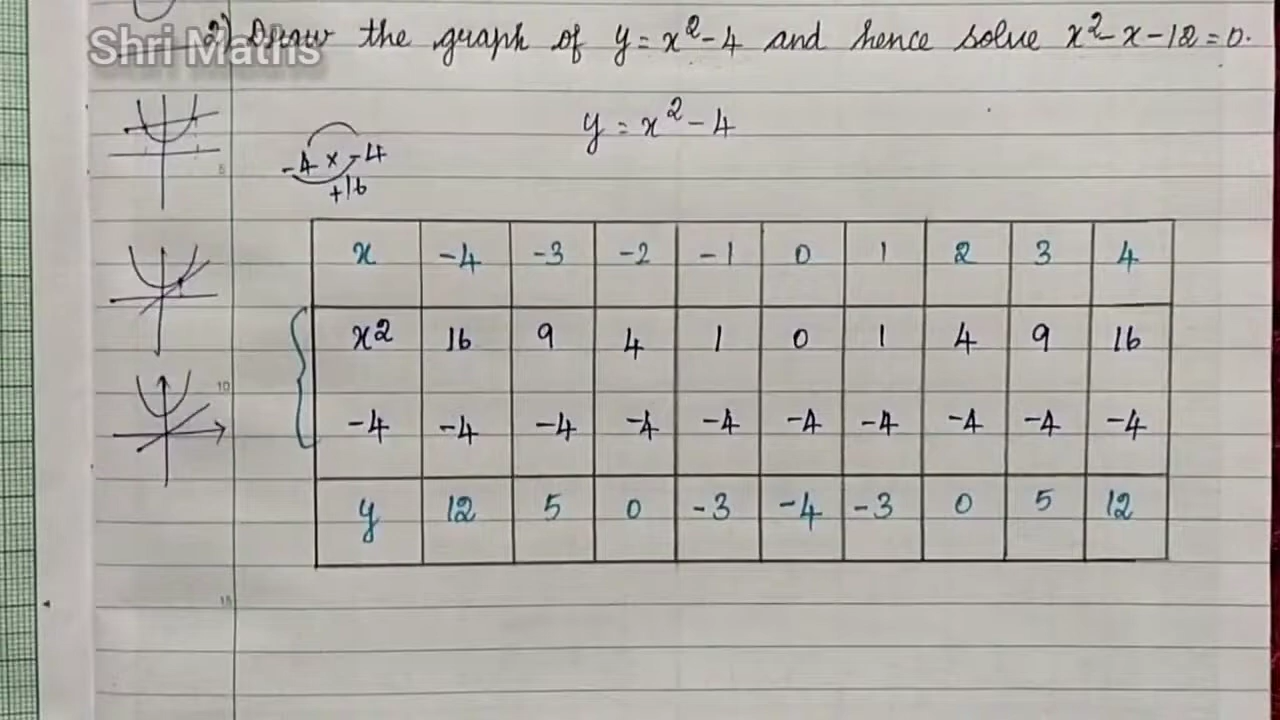 2) Draw the graph of y = x² - 4 and hence solve x² - x - 12 = 0.
Shri Maths
y = x² - 4
-4 x -4
+16
x -4 -3 -2 -1 0 1 2 3 4
x² 16 9 4 1 0 1 4 9 16
-4 -4 -4 -4 -4 -4 -4 -4 -4 -4
y 12 5 0 -3 -4 -3 0 5 12
10
15